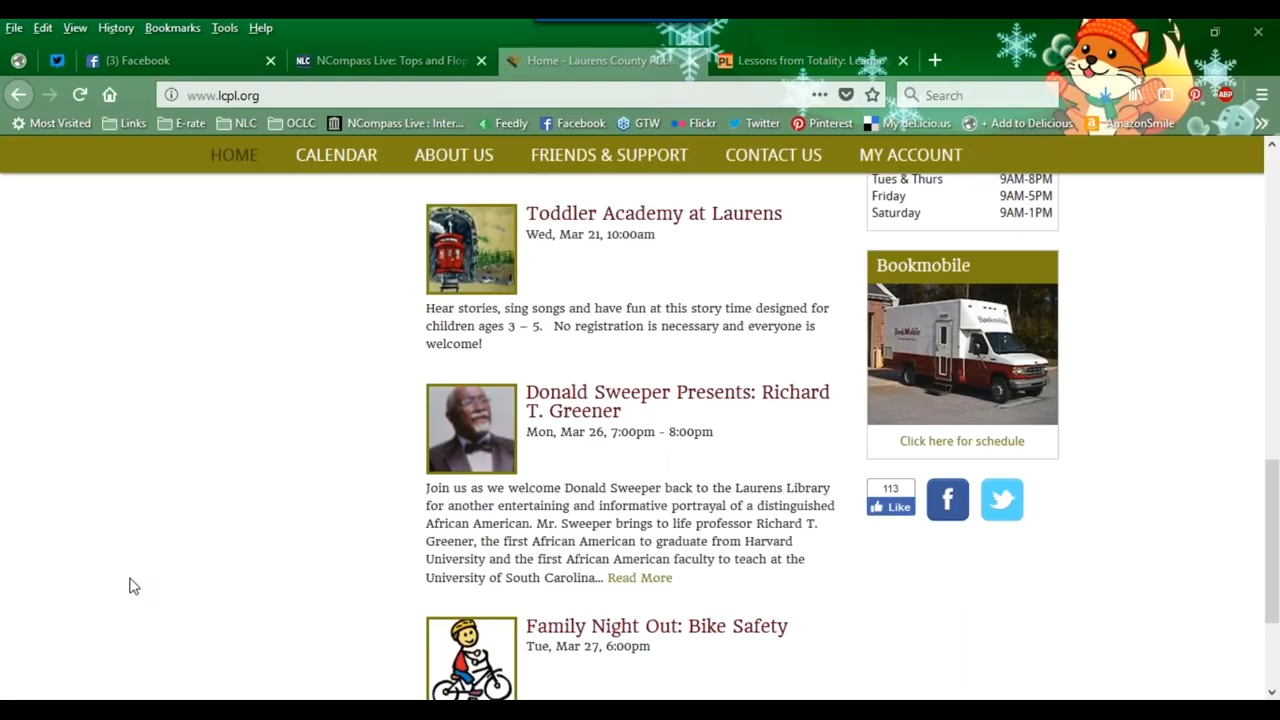 File Edit View History Bookmarks Tools Help
(3) Facebook
NLC NCompass Live: Tops and Flop
Home - Laurens County
PL Lessons from Totality:
www.lcpl.org
Search
ABP
Most Visited Links E-rate NLC OCLC NCompass Live : Inter... Feedly Facebook GTW Flickr Twitter Pinterest My del.icio.us + Add to Delicious AmazonSmile
HOME CALENDAR ABOUT US FRIENDS & SUPPORT CONTACT US MY ACCOUNT
Toddler Academy at Laurens
Wed, Mar 21, 10:00am
Hear stories, sing songs and have fun at this story time designed for
children ages 3 – 5. No registration is necessary and everyone is
welcome!
Donald Sweeper Presents: Richard
T. Greener
Mon, Mar 26, 7:00pm - 8:00pm
Join us as we welcome Donald Sweeper back to the Laurens Library
for another entertaining and informative portrayal of a distinguished
African American. Mr. Sweeper brings to life professor Richard T.
Greener, the first African American to graduate from Harvard
University and the first African American faculty to teach at the
University of South Carolina... Read More
Family Night Out: Bike Safety
Tue, Mar 27, 6:00pm
Tues & Thurs 9AM-8PM
Friday 9AM-5PM
Saturday 9AM-1PM
Bookmobile
Bookmobile
Click here for schedule
113
Like